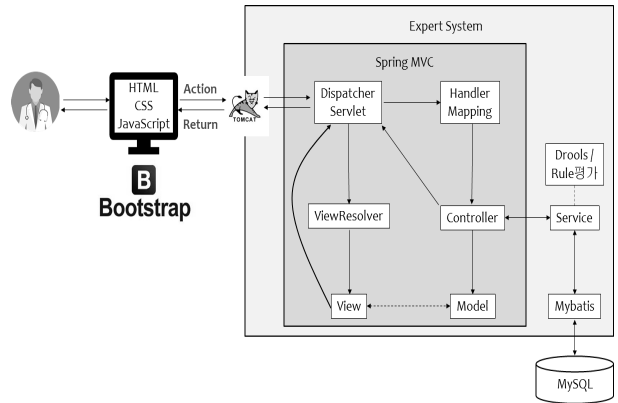 Expert System
Spring MVC
HTML
CSS
JavaScript
Action
Return
TOMCAT
Dispatcher
Servlet
Handler
Mapping
Drools /
Rule평가
B
Bootstrap
ViewResolver
Controller
Service
View
Model
Mybatis
MySQL